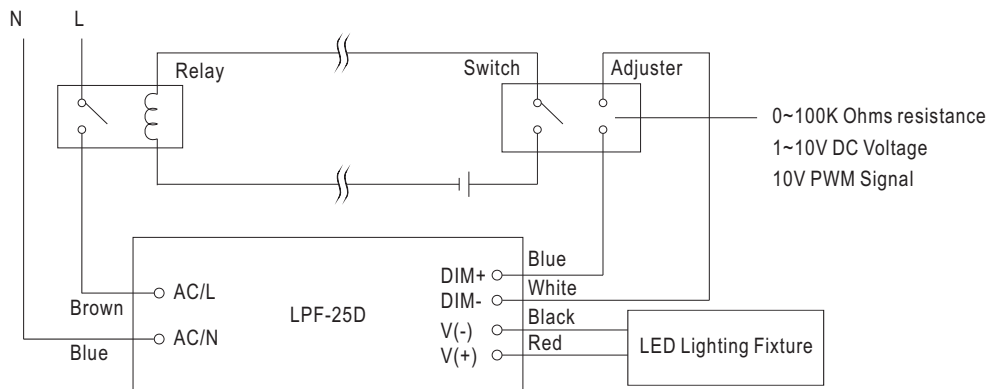 N
L
Relay
Switch
Adjuster
0~100K Ohms resistance
1~10V DC Voltage
10V PWM Signal
Blue
DIM+
White
DIM-
Black
V(-)
Red
V(+)
AC/L
Brown
LPF-25D
AC/N
Blue
LED Lighting Fixture